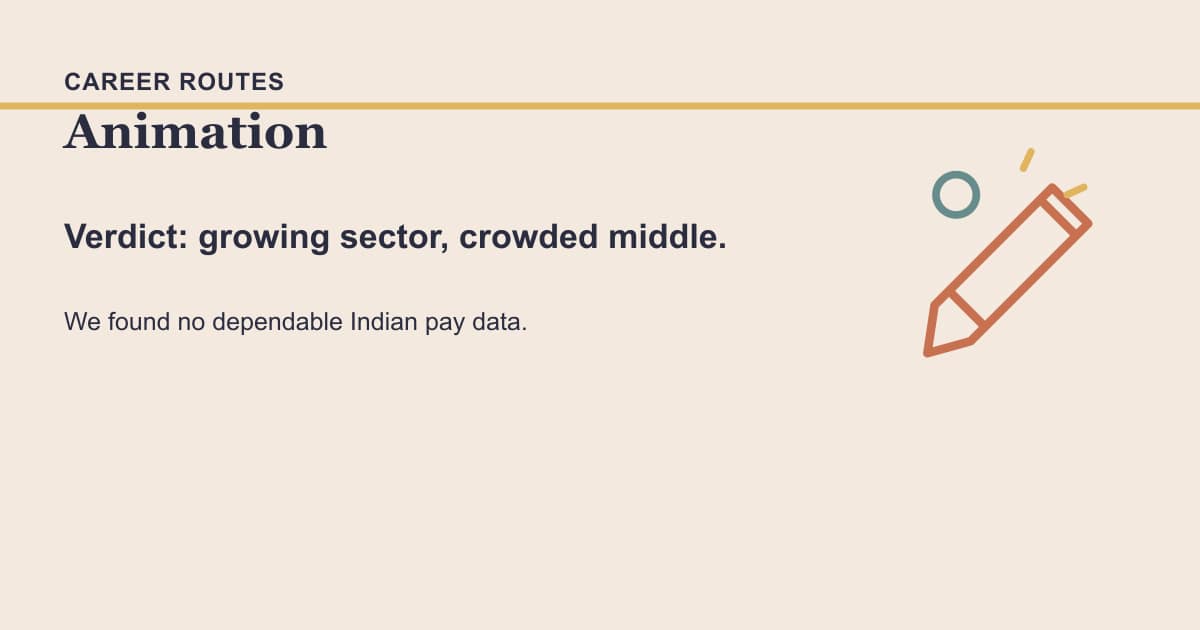 CAREER ROUTES
Animation
Verdict: growing sector, crowded middle.
We found no dependable Indian pay data.